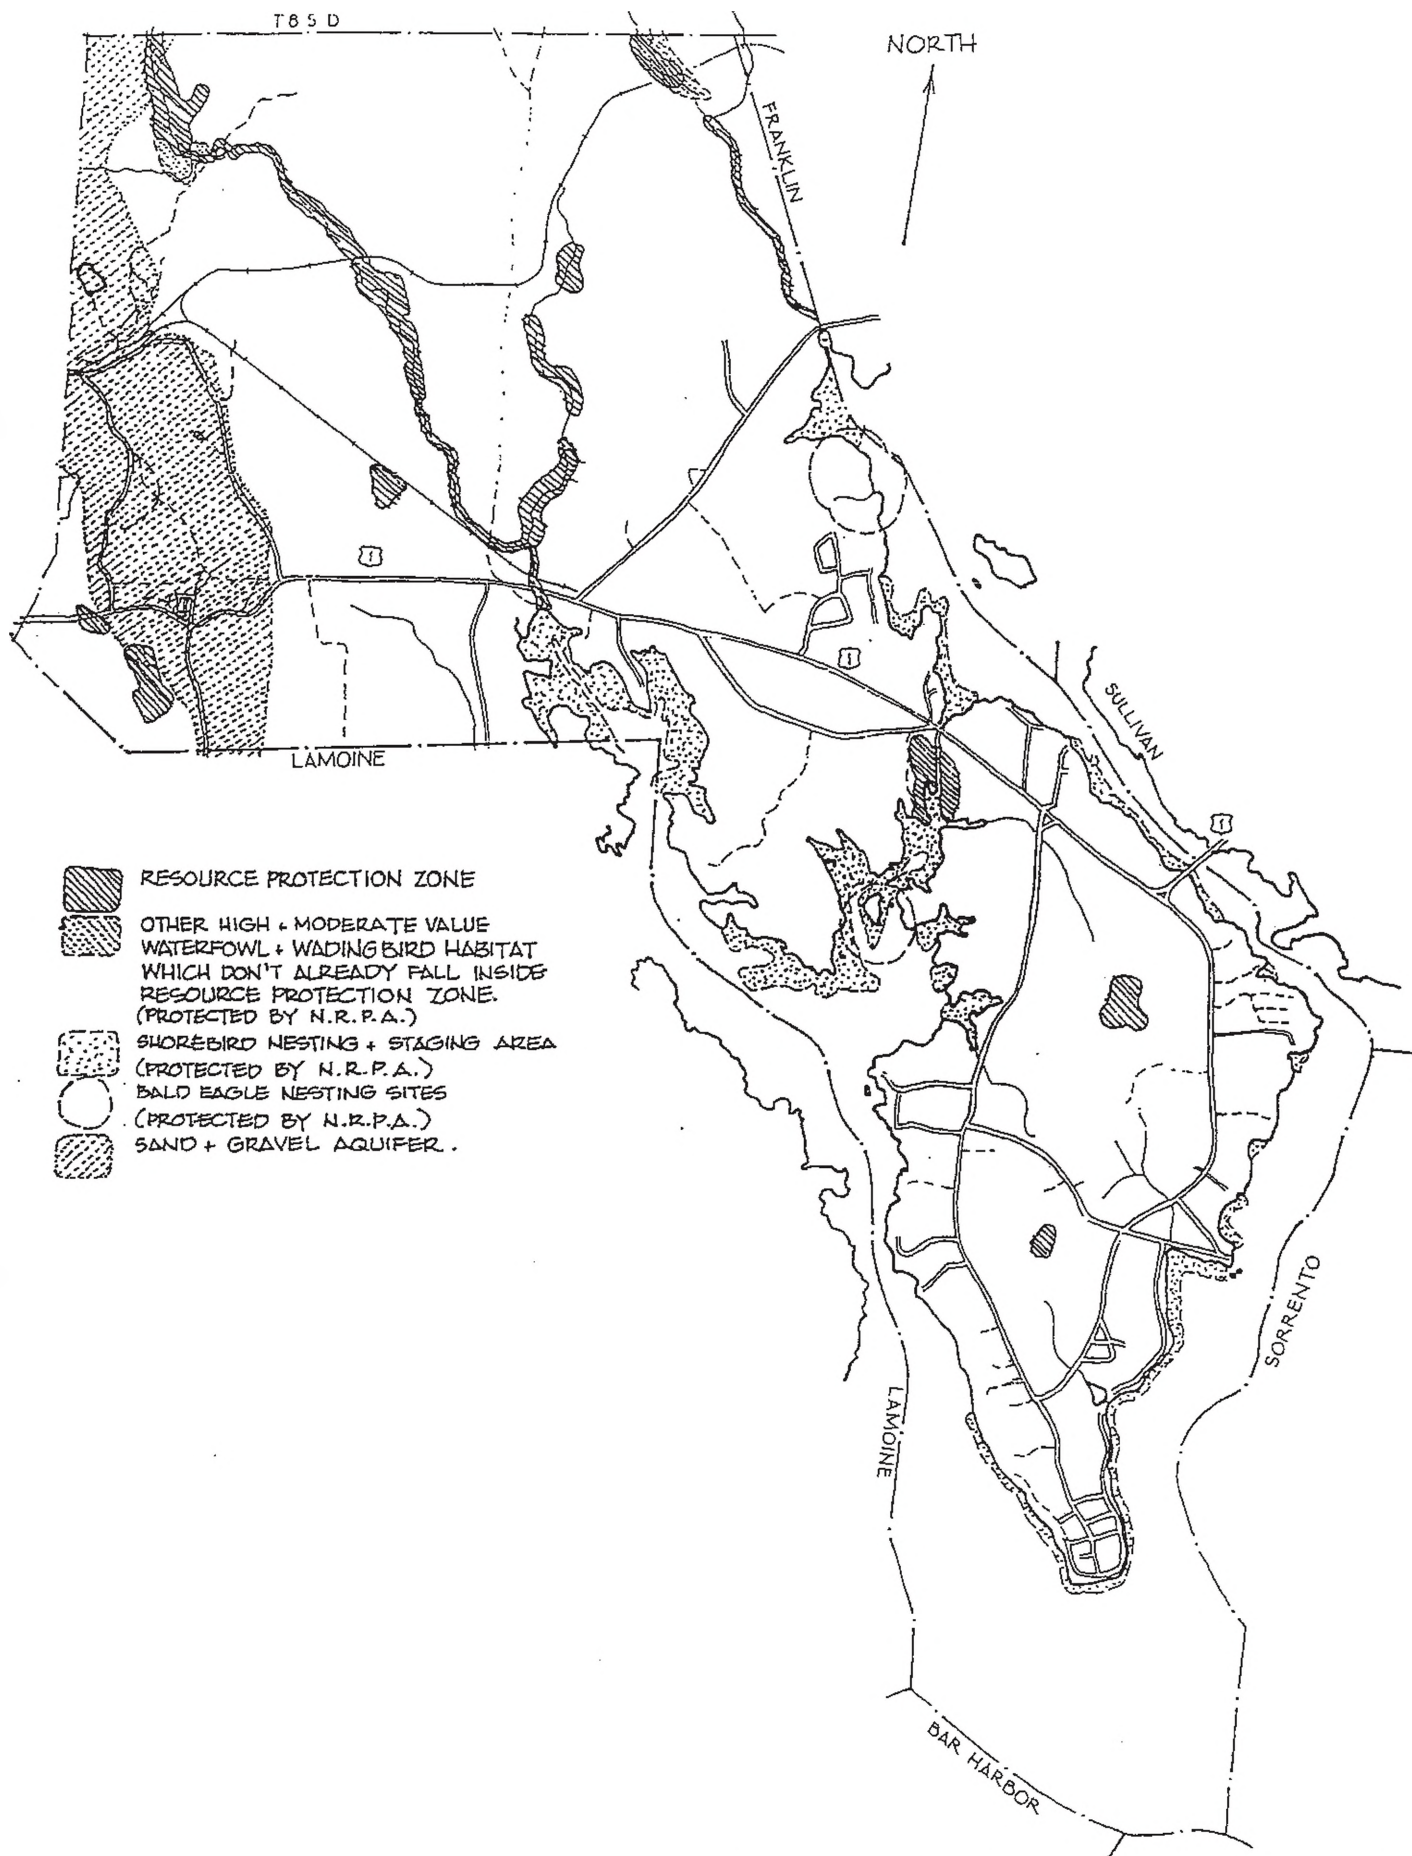 T 8 S D
NORTH
FRANKLIN
1
1
SULLIVAN
LAMOINE
1
RESOURCE PROTECTION ZONE
OTHER HIGH + MODERATE VALUE
WATERFOWL + WADING BIRD HABITAT
WHICH DON'T ALREADY FALL INSIDE
RESOURCE PROTECTION ZONE.
(PROTECTED BY N.R.P.A.)
SHOREBIRD NESTING + STAGING AREA
(PROTECTED BY N.R.P.A.)
BALD EAGLE NESTING SITES
(PROTECTED BY N.R.P.A.)
SAND + GRAVEL AQUIFER.
SORRENTO
LAMOINE
BAR HARBOR